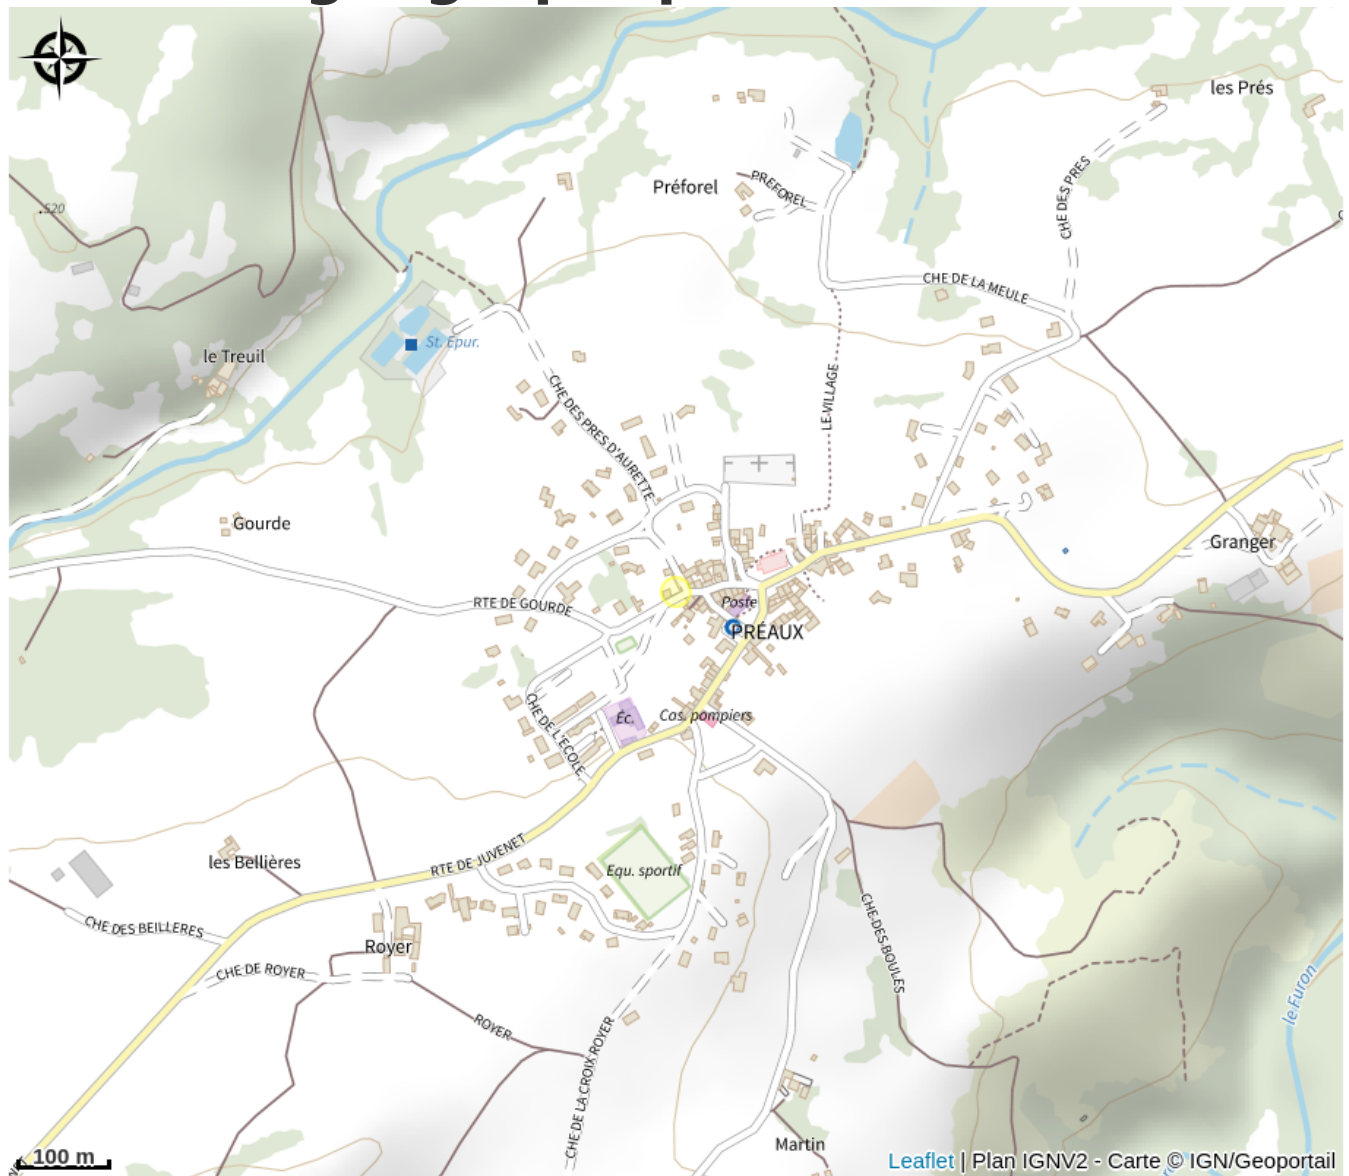 les Prés
Préforel
PREFOREL
CHE DES PRES
520
CHE DE LA MEULE
St. Epur.
le Treuil
LE VILLAGE
CHE DES PRES D'AURETTE
Gourde
Granger
RTE DE GOURDE
Poste
PRÉAUX
CHE DE L'ECOLE
Éc.
Cas. pompiers
RTE DE JUVENET
les Bellières
Equ. sportif
CHE DES BEILLERES
CHE DES BOULES
Royer
CHE DE ROYER
le Furon
ROYER
CHE DE LA CROIX ROYER
Martin
100 m
Leaflet | Plan IGNV2 - Carte © IGN/Geoportail